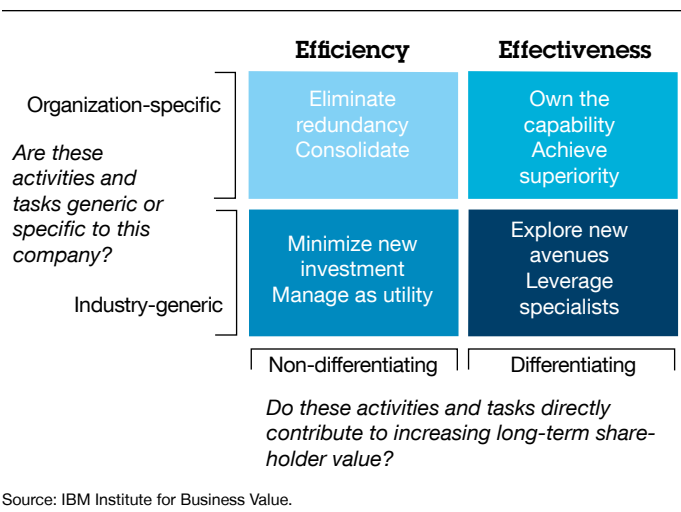 Efficiency
Effectiveness
Organization-specific
Are these
activities and
tasks generic or
specific to this
company?
Industry-generic
Eliminate
redundancy
Consolidate
Own the
capability
Achieve
superiority
Minimize new
investment
Manage as utility
Explore new
avenues
Leverage
specialists
Non-differentiating
Differentiating
Do these activities and tasks directly
contribute to increasing long-term share-
holder value?
Source: IBM Institute for Business Value.